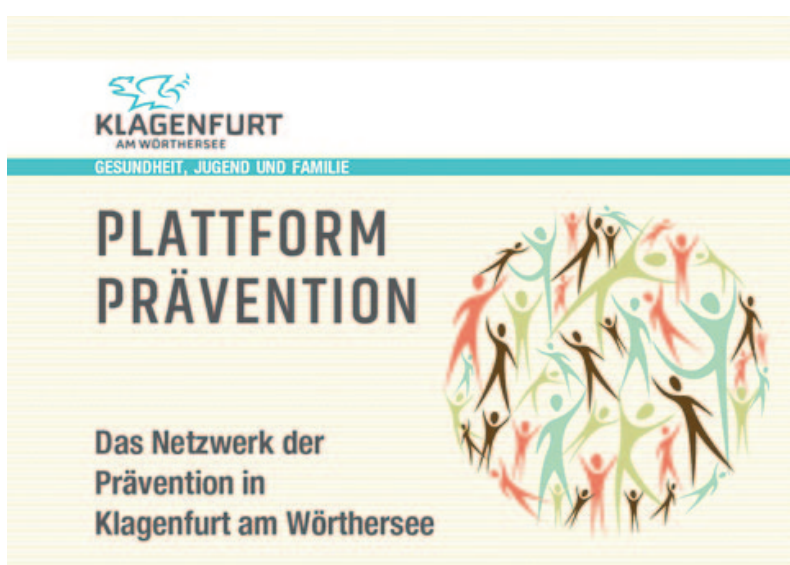 KLAGENFURT
AM WÖRTHERSEE
GESUNDHEIT, JUGEND UND FAMILIE
PLATTFORM
PRÄVENTION
Das Netzwerk der
Prävention in
Klagenfurt am Wörthersee